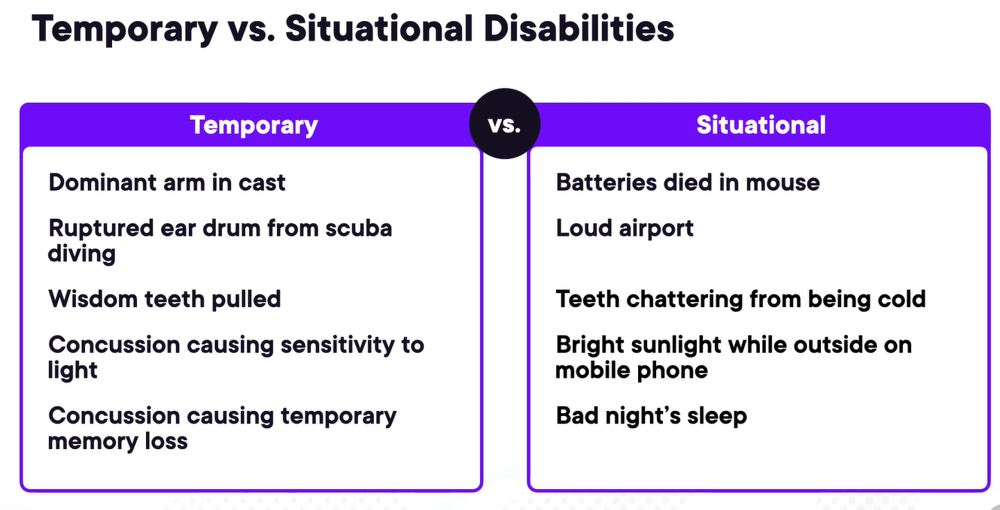 Temporary vs. Situational Disabilities
Temporary
vs.
Situational
Dominant arm in cast
Ruptured ear drum from scuba
diving
Wisdom teeth pulled
Concussion causing sensitivity to
light
Concussion causing temporary
memory loss
Batteries died in mouse
Loud airport
Teeth chattering from being cold
Bright sunlight while outside on
mobile phone
Bad night’s sleep